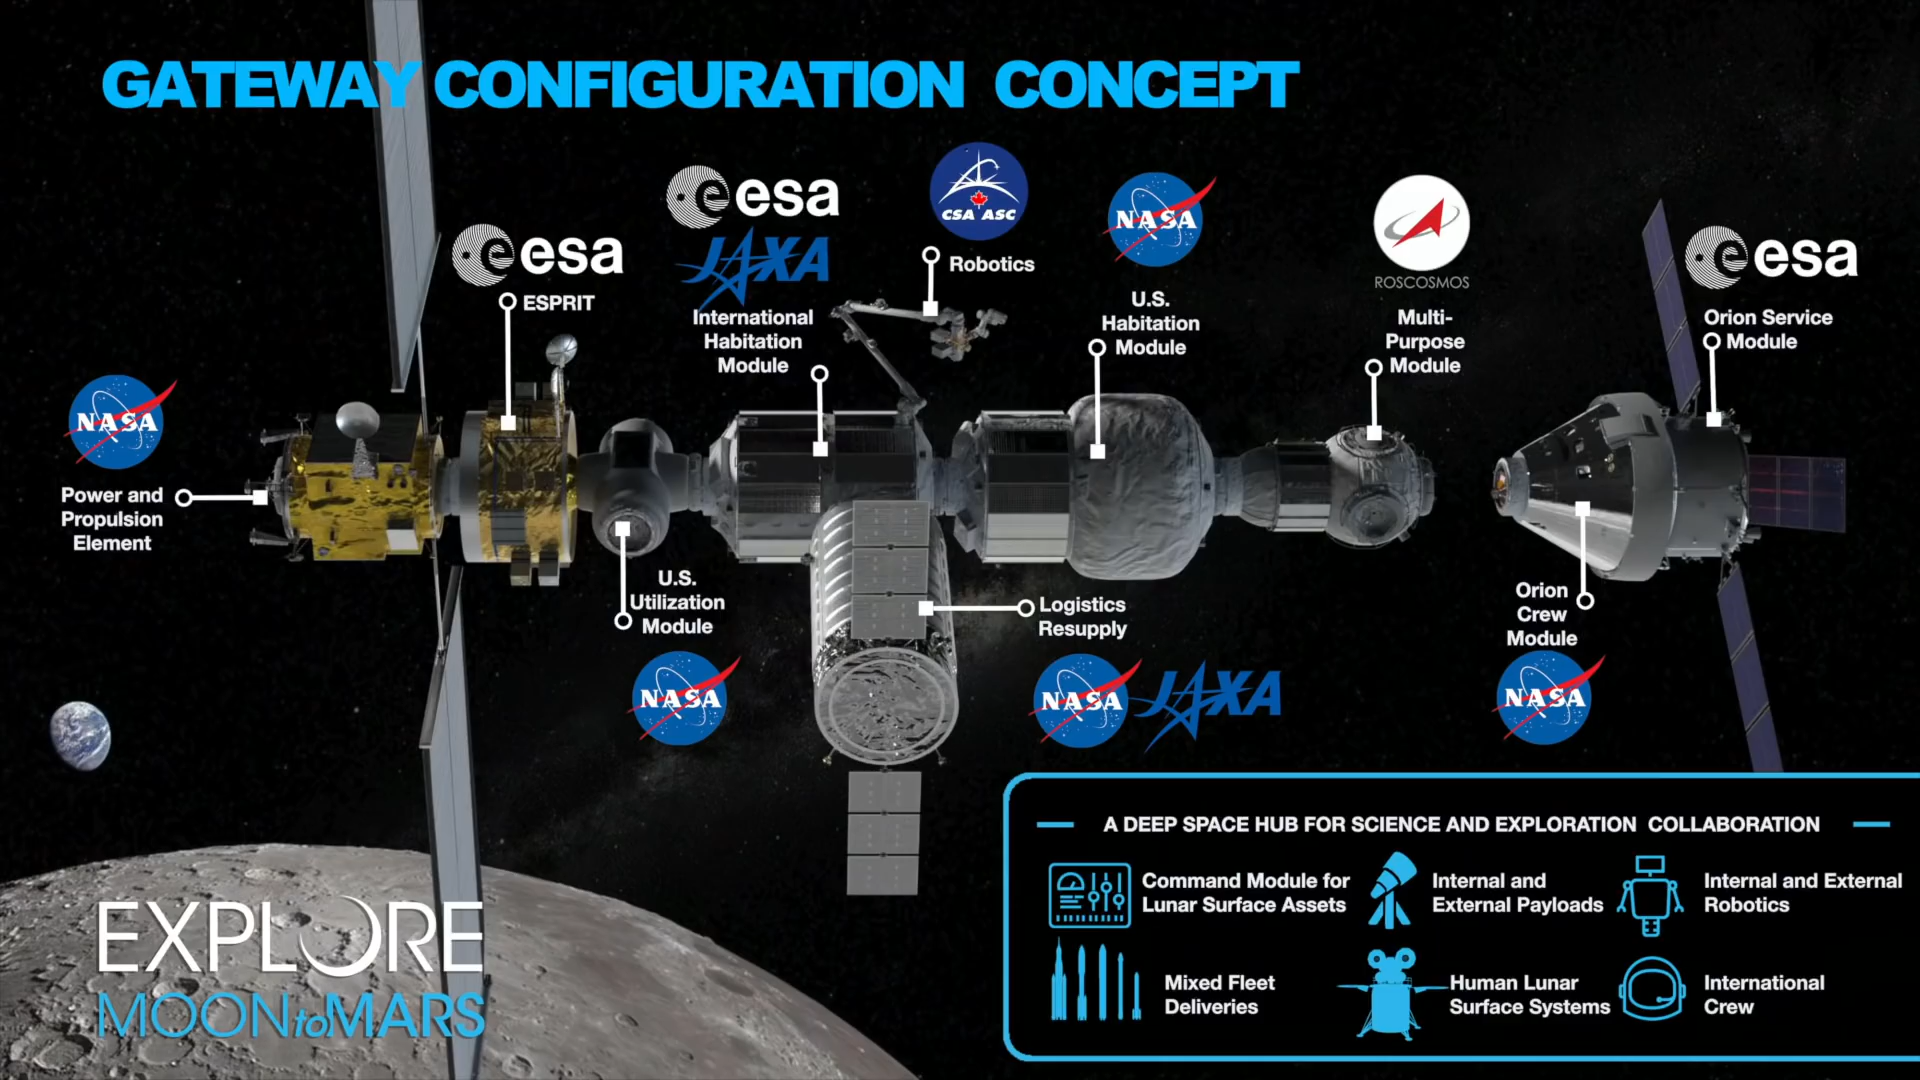 GATEWAY CONFIGURATION CONCEPT
esa
ESPRIT
esa
JAXA
International
Habitation
Module
CSA ASC
Robotics
NASA
U.S.
Habitation
Module
ROSCOSMOS
Multi-
Purpose
Module
esa
Orion Service
Module
NASA
Power and
Propulsion
Element
U.S.
Utilization
Module
NASA
Logistics
Resupply
NASA
JAXA
Orion
Crew
Module
NASA
A DEEP SPACE HUB FOR SCIENCE AND EXPLORATION COLLABORATION
Command Module for
Lunar Surface Assets
Internal and
External Payloads
Internal and External
Robotics
Mixed Fleet
Deliveries
Human Lunar
Surface Systems
International
Crew
EXPLORE
MOON to MARS